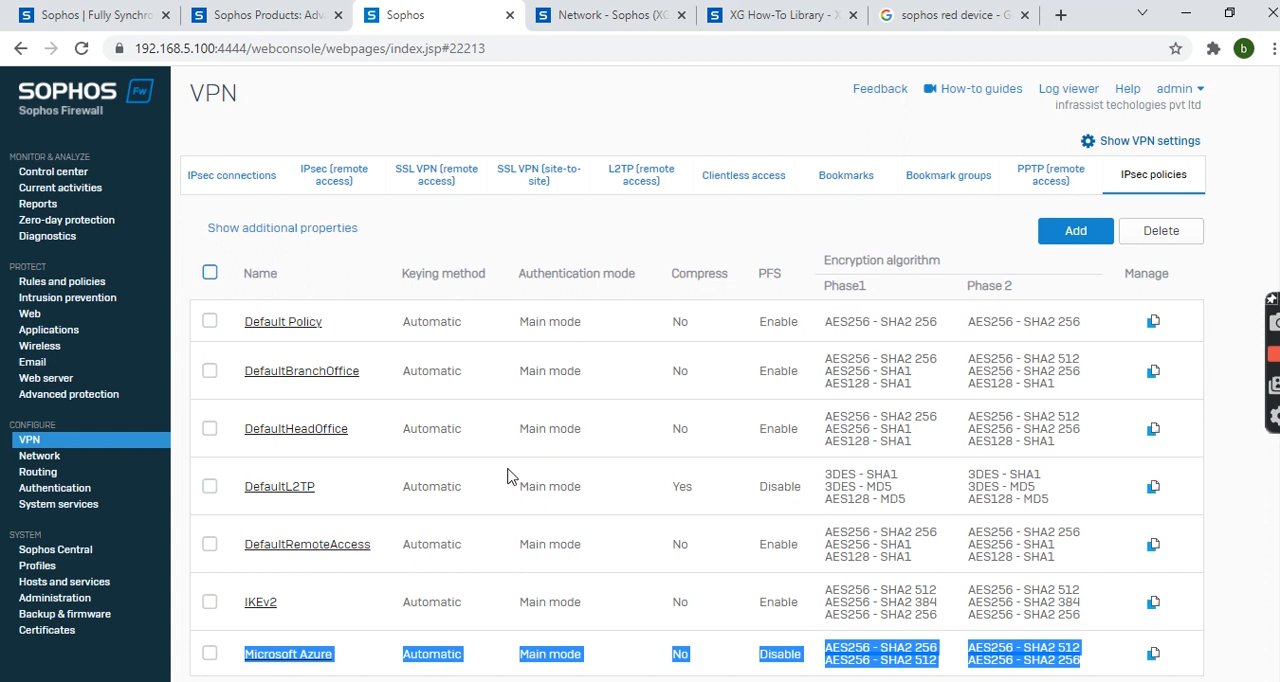 Sophos | Fully Synchro
Sophos Products: Adva
Sophos
Network - Sophos (XG
XG How-To Library - X
sophos red device - G
192.168.5.100:4444/webconsole/webpages/index.jsp#22213
b
SOPHOS Fw
Sophos Firewall
MONITOR & ANALYZE
Control center
Current activities
Reports
Zero-day protection
Diagnostics
PROTECT
Rules and policies
Intrusion prevention
Web
Applications
Wireless
Email
Web server
Advanced protection
CONFIGURE
VPN
Network
Routing
Authentication
System services
SYSTEM
Sophos Central
Profiles
Hosts and services
Administration
Backup & firmware
Certificates
VPN
Feedback How-to guides Log viewer Help admin
infrassist techologies pvt ltd
Show VPN settings
IPsec connections
IPsec (remote
access)
SSL VPN (remote
access)
SSL VPN (site-to-
site)
L2TP (remote
access)
Clientless access
Bookmarks
Bookmark groups
PPTP (remote
access)
IPsec policies
Show additional properties
Add
Delete
Name Keying method Authentication mode Compress PFS Encryption algorithm Manage
Phase1 Phase 2
Default Policy Automatic Main mode No Enable AES256 - SHA2 256 AES256 - SHA2 256
DefaultBranchOffice Automatic Main mode No Enable
AES256 - SHA2 256 AES256 - SHA2 512
AES256 - SHA1 AES256 - SHA2 256
AES128 - SHA1 AES128 - SHA1
DefaultHeadOffice Automatic Main mode No Enable
AES256 - SHA2 256 AES256 - SHA2 512
AES256 - SHA1 AES256 - SHA2 256
AES128 - SHA1 AES128 - SHA1
DefaultL2TP Automatic Main mode Yes Disable
3DES - SHA1 3DES - SHA1
3DES - MD5 3DES - MD5
AES128 - MD5 AES128 - MD5
DefaultRemoteAccess Automatic Main mode No Enable
AES256 - SHA2 256 AES256 - SHA2 256
AES256 - SHA1 AES256 - SHA1
AES128 - SHA1 AES128 - SHA1
IKEv2 Automatic Main mode No Enable
AES256 - SHA2 512 AES256 - SHA2 512
AES256 - SHA2 384 AES256 - SHA2 384
AES256 - SHA2 256 AES256 - SHA2 256
Microsoft Azure Automatic Main mode No Disable
AES256 - SHA2 256 AES256 - SHA2 512
AES256 - SHA2 512 AES256 - SHA2 256